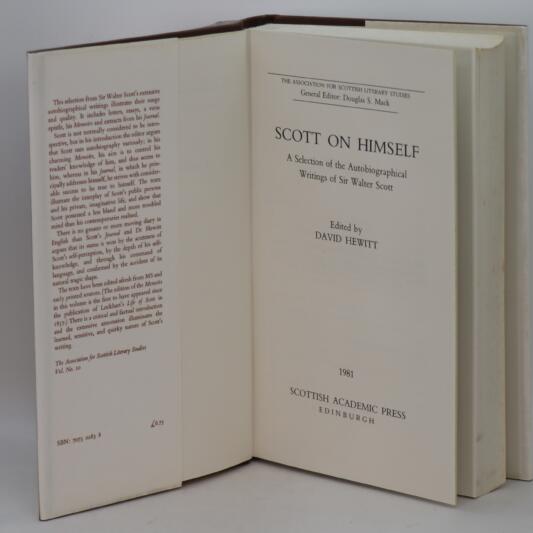 This selection from Sir Walter Scott's extensive
autobiographical writings illustrates their range
and quality. It includes letters, essays, a verse
epistle, his Memoirs and extracts from his Journal.
Scott is not normally considered to be intro-
spective, but in his introduction the editor argues
that Scott uses autobiography variously; in his
charming Memoirs, his aim is to control his
readers' knowledge of him, and thus seems to
him, whereas in his Journal, in which he prin-
cipally addresses himself, he strives with consider-
able success to be true to himself. The texts
illustrate the interplay of Scott's public persona
and his private, imaginative life, and show that
Scott possessed a less bland and more troubled
mind than his contemporaries realised.
There is no greater or more moving diary in
English than Scott's Journal and Dr Hewitt
argues that its status is won by the acuteness of
Scott's self-perception, by the depth of his self-
knowledge, and through his command of
language, and confirmed by the accident of its
natural tragic shape.
The texts have been edited afresh from MS and
early printed sources. (The edition of the Memoirs
in this volume is the first to have appeared since
the publication of Lockhart's Life of Scott in
1837.) There is a critical and factual introduction
and the extensive annotation illuminates the
learned, sensitive, and quirky nature of Scott's
writing.
The Association for Scottish Literary Studies
Vol. No. 10
£6.75
SBN: 7073 0283 8
THE ASSOCIATION FOR SCOTTISH LITERARY STUDIES
General Editor: Douglas S. Mack
SCOTT ON HIMSELF
A Selection of the Autobiographical
Writings of Sir Walter Scott
Edited by
DAVID HEWITT
1981
SCOTTISH ACADEMIC PRESS
EDINBURGH